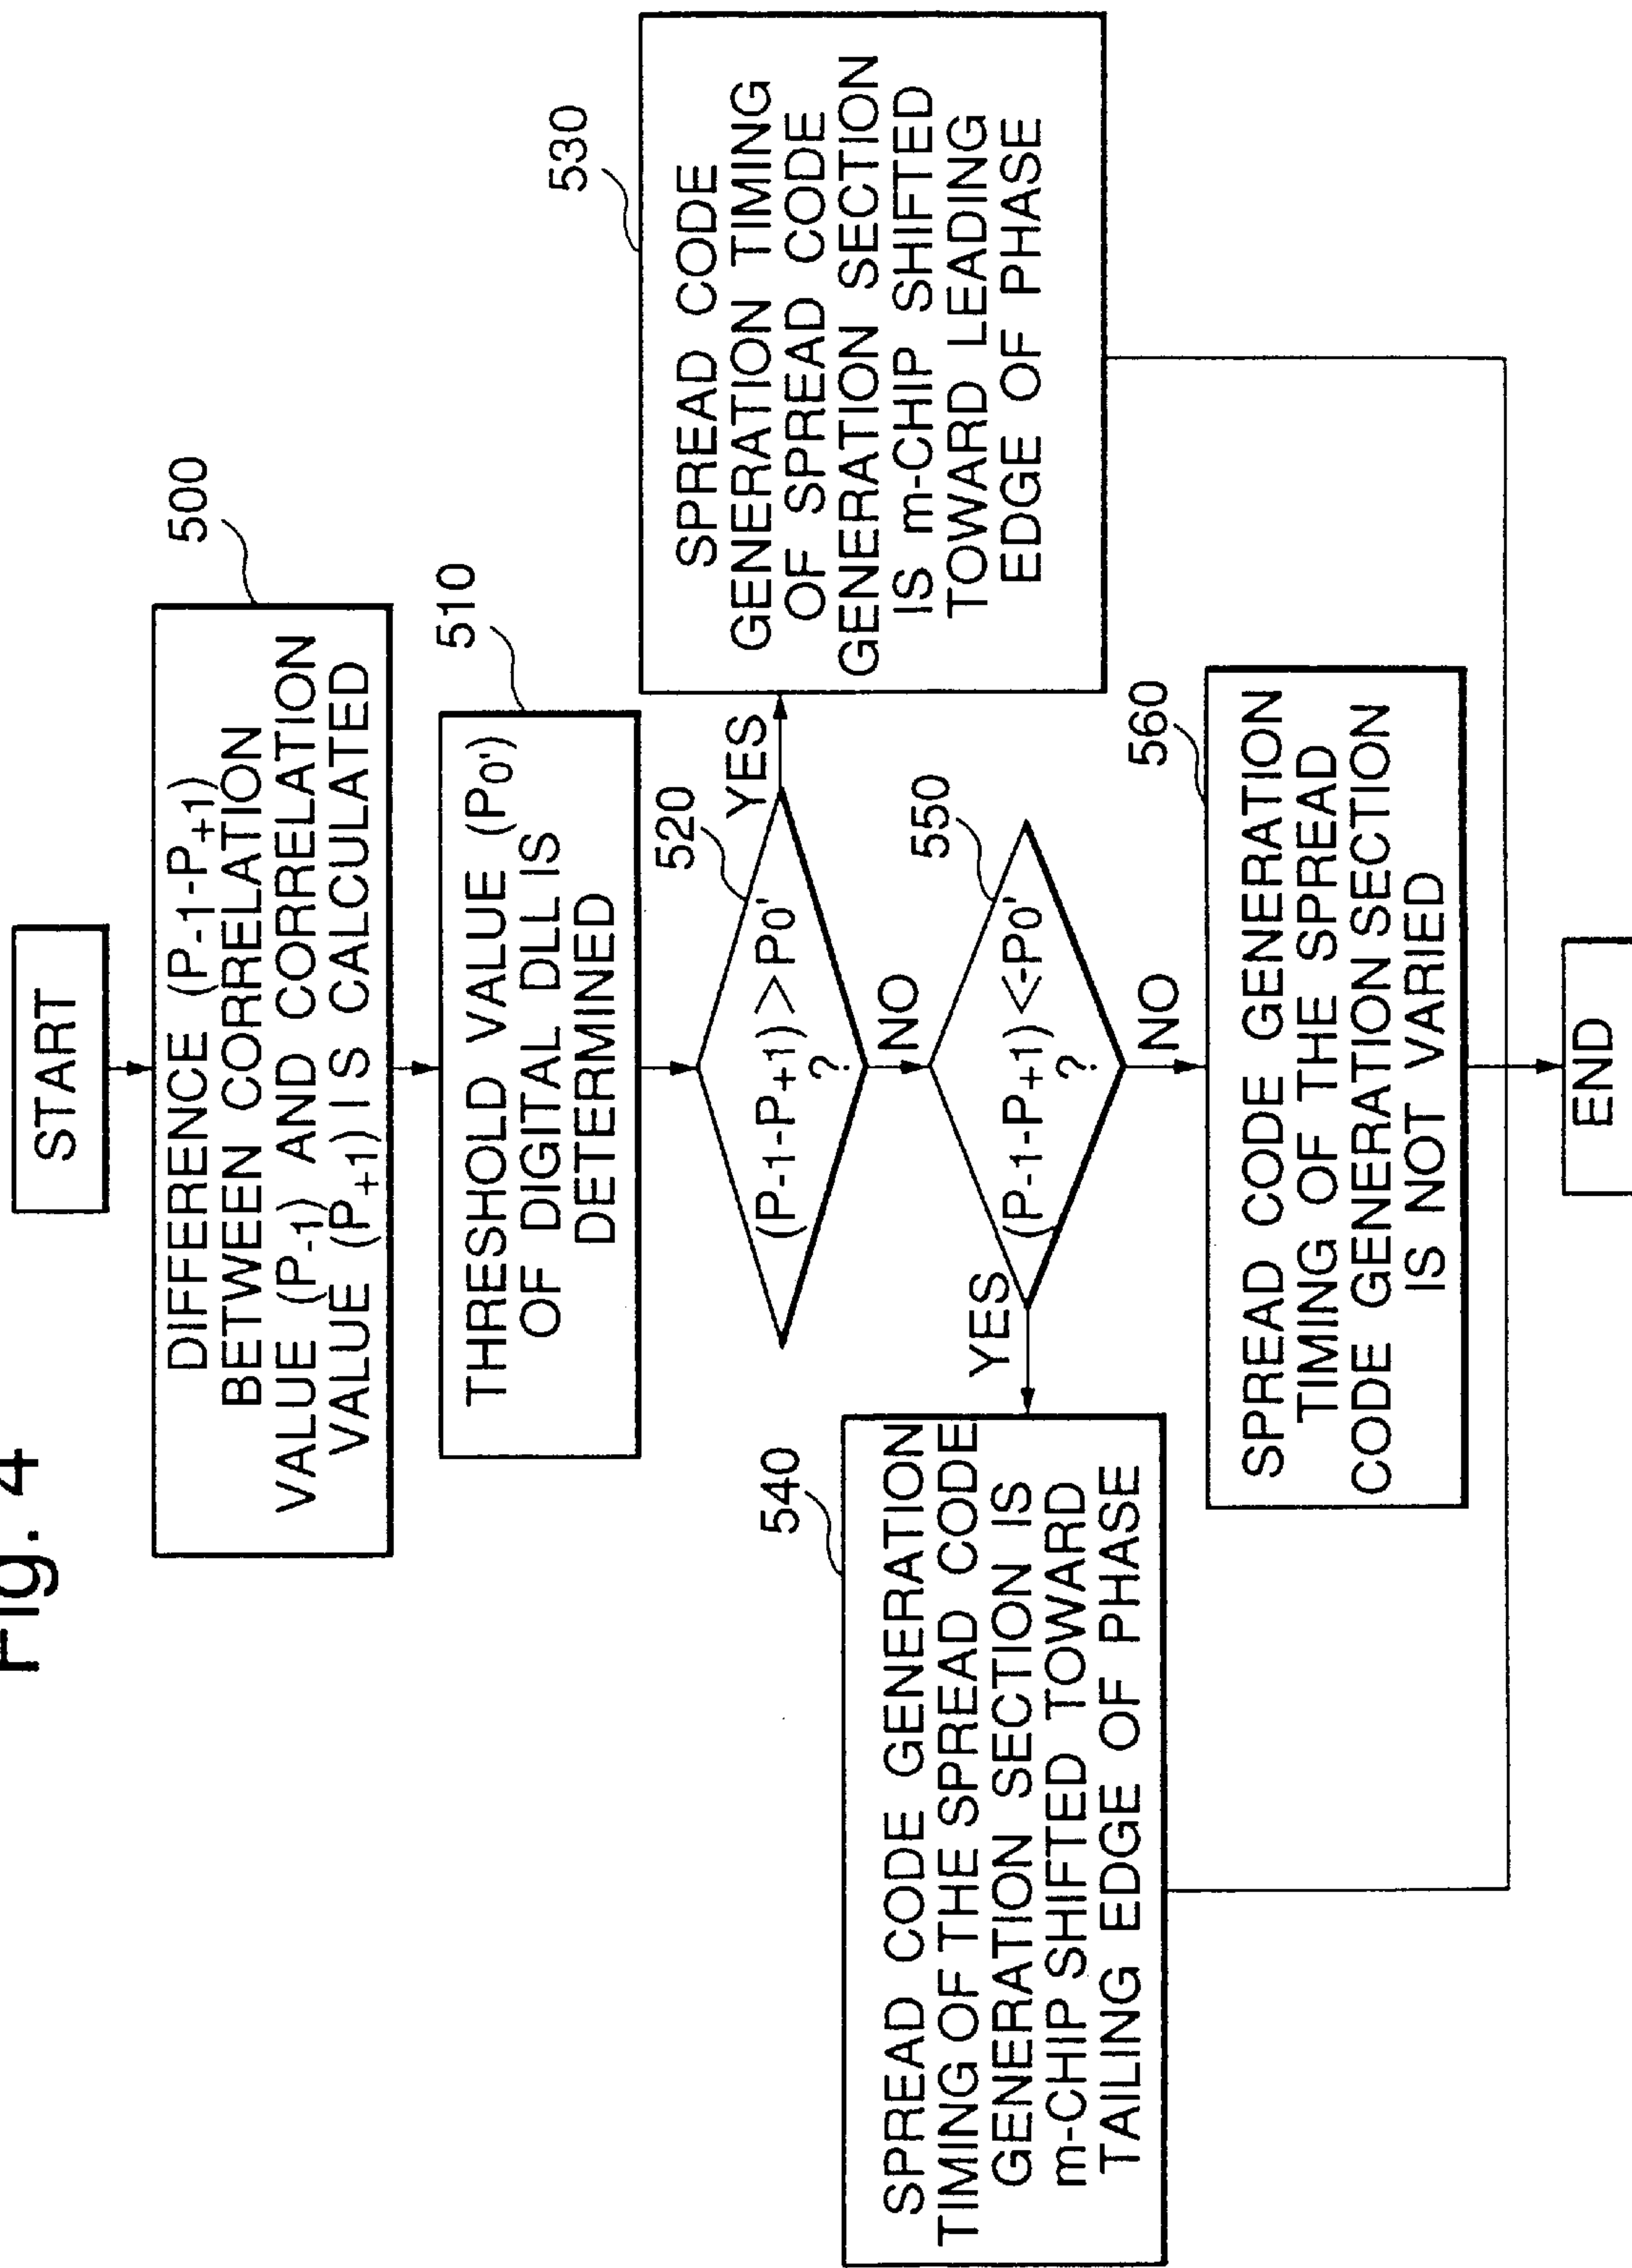 Fig. 4
START
500
DIFFERENCE (P-1-P+1)
BETWEEN CORRELATION
VALUE (P-1) AND CORRELATION
VALUE (P+1) IS CALCULATED
510
THRESHOLD VALUE (P0')
OF DIGITAL DLL IS
DETERMINED
520
(P-1-P+1) > P0'
?
YES
NO
530
SPREAD CODE
GENERATION TIMING
OF SPREAD CODE
GENERATION SECTION
IS m-CHIP SHIFTED
TOWARD LEADING
EDGE OF PHASE
550
(P-1-P+1) <-P0'
?
YES
NO
540
SPREAD CODE GENERATION
TIMING OF THE SPREAD CODE
GENERATION SECTION IS
m-CHIP SHIFTED TOWARD
TAILING EDGE OF PHASE
560
SPREAD CODE GENERATION
TIMING OF THE SPREAD
CODE GENERATION SECTION
IS NOT VARIED
END